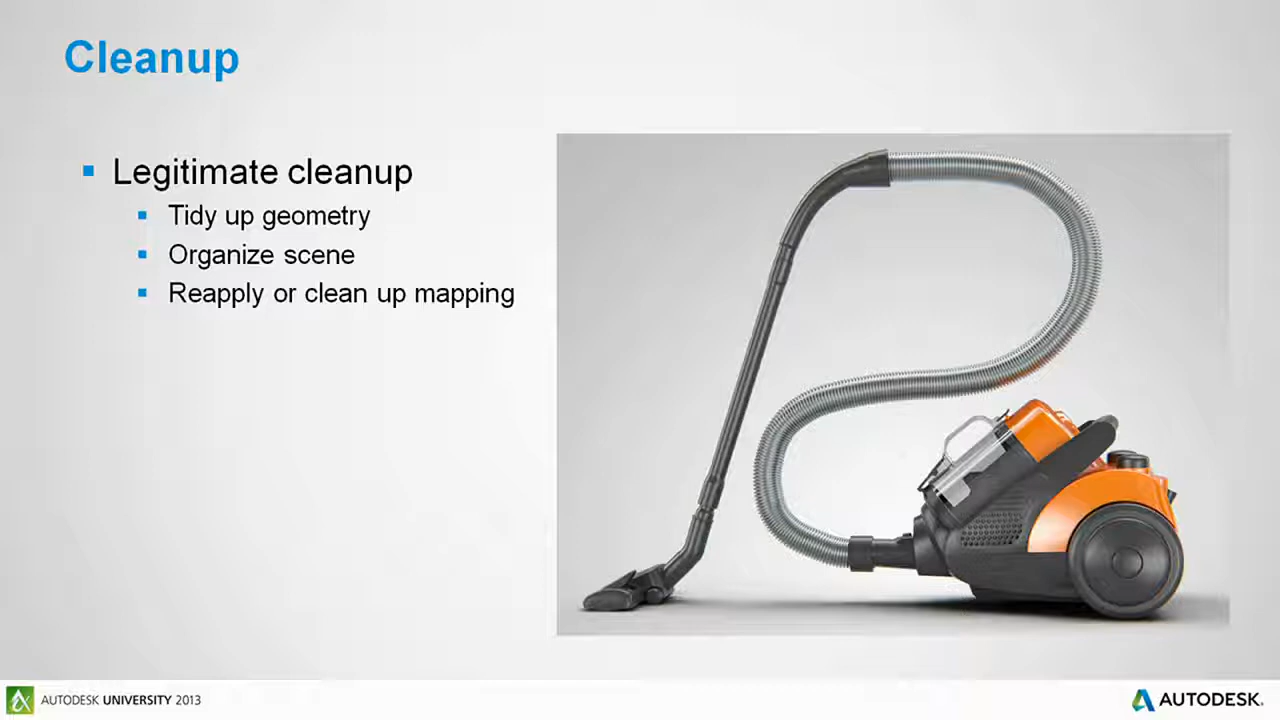 Cleanup
Legitimate cleanup
Tidy up geometry
Organize scene
Reapply or clean up mapping
AUTODESK UNIVERSITY 2013
AUTODESK.